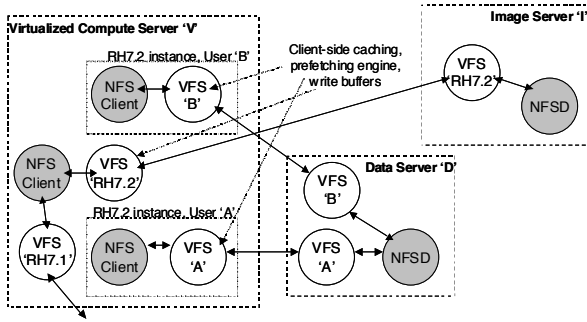 Virtualized Compute Server ‘V’
RH7.2 instance, User ‘B’
NFS
Client
VFS
‘B’
Client-side caching,
prefetching engine,
write buffers
Image Server ‘I’
VFS
‘RH7.2’
NFSD
NFS
Client
VFS
‘RH7.2’
VFS
‘RH7.1’
RH7.2 instance, User ‘A’
NFS
Client
VFS
‘A’
Data Server ‘D’
VFS
‘B’
VFS
‘A’
NFSD